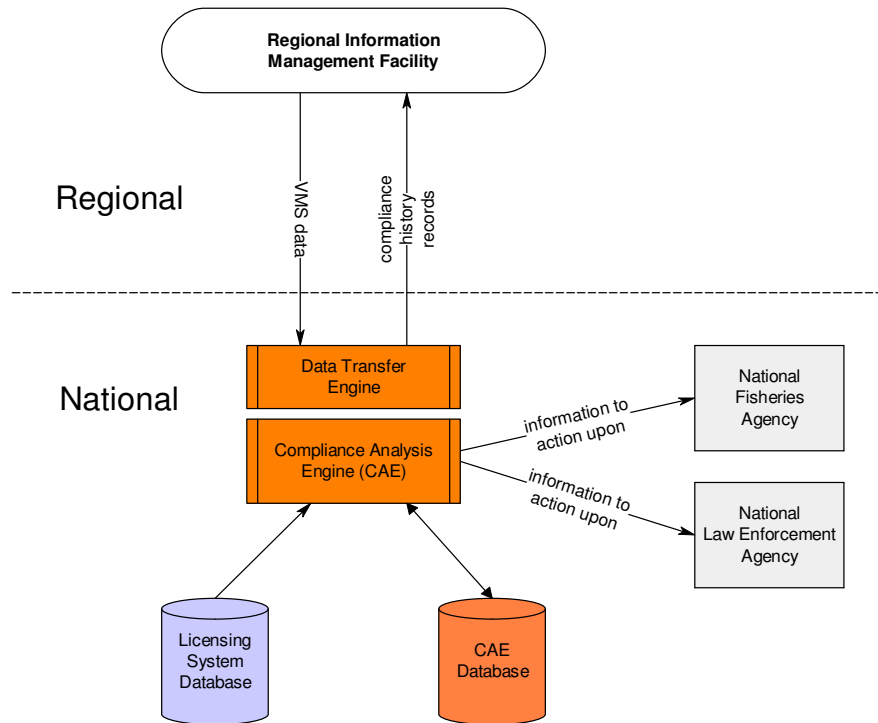 Regional Information
Management Facility
Regional
VMS data
compliance
history
records
National
Data Transfer
Engine
Compliance Analysis
Engine (CAE)
information to
action upon
National
Fisheries
Agency
information to
action upon
National
Law Enforcement
Agency
Licensing
System
Database
CAE
Database